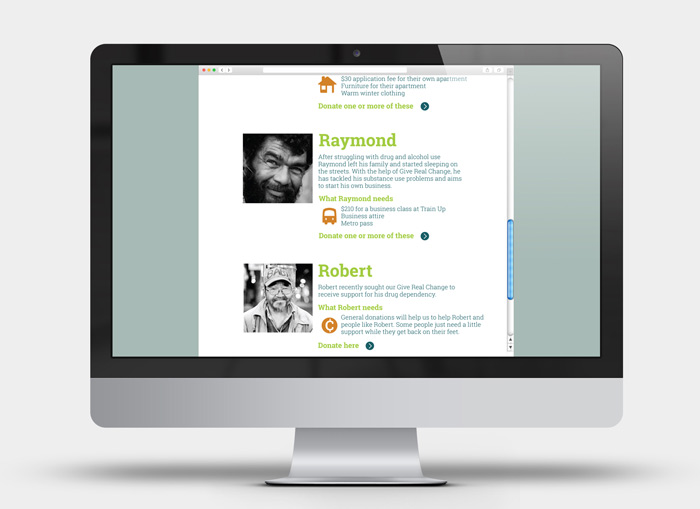 $30 application fee for their own apartment
Furniture for their apartment
Warm winter clothing
Donate one or more of these
Raymond
After struggling with drug and alcohol use
Raymond left his family and started sleeping on
the streets. With the help of Give Real Change, he
has tackled his substance use problems and aims
to start his own business.
What Raymond needs
$210 for a business class at Train Up
Business attire
Metro pass
Donate one or more of these
Robert
Robert recently sought our Give Real Change to
receive support for his drug dependency.
What Robert needs
C
General donations will help us to help Robert and
people like Robert. Some people just need a little
support while they get back on their feet.
Donate here